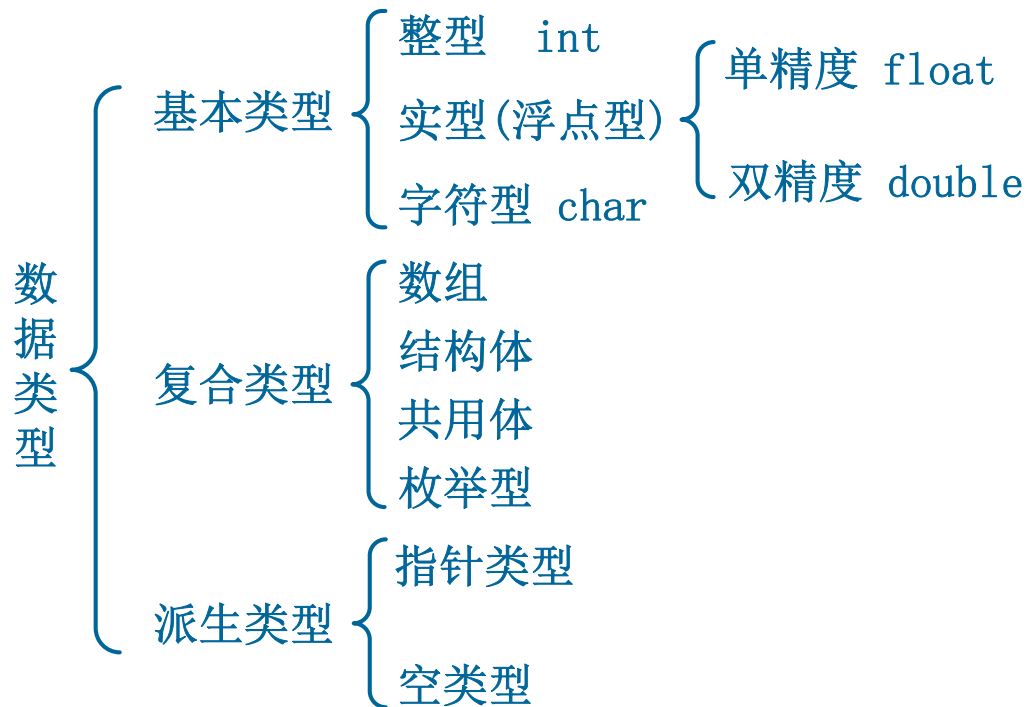 数据类型
基本类型
整型 int
实型(浮点型)
单精度 float
双精度 double
字符型 char
复合类型
数组
结构体
共用体
枚举型
派生类型
指针类型
空类型